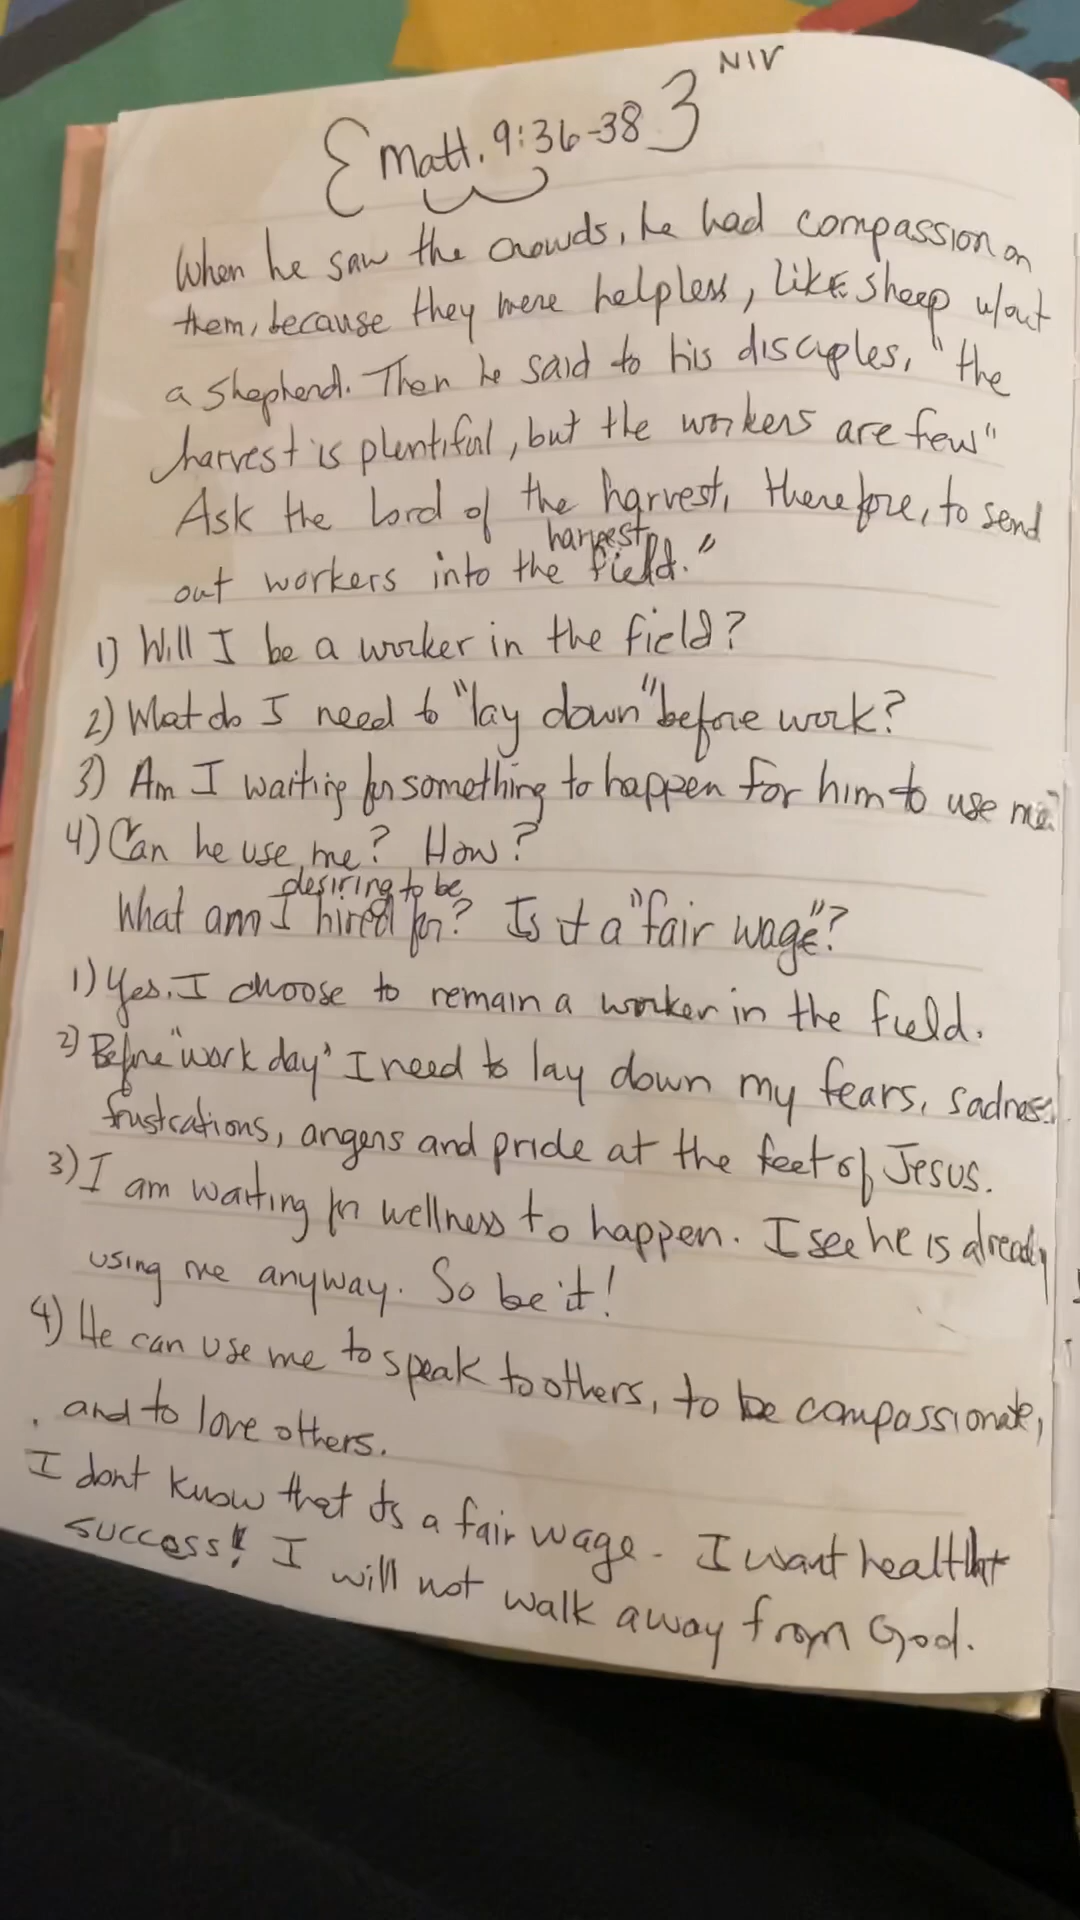 NIV
{ Matt. 9:36-38 }
When he saw the crowds, he had compassion on
them, because they were helpless, like sheep w/out
a shepherd. Then he said to his disciples, "the
harvest is plentiful, but the workers are few"
Ask the Lord of the harvest, therefore, to send
harvest
out workers into the field."
1) Will I be a worker in the field?
2) What do I need to "lay down" before work?
3) Am I waiting for something to happen for him to use me?
4) Can he use me? How?
desiring to be
What am I hired for? Is it a "fair wage"?
1) Yes, I choose to remain a worker in the field.
2) Before "work day" I need to lay down my fears, sadness,
frustrations, angers and pride at the feet of Jesus.
3) I am waiting for wellness to happen. I see he is already
using me anyway. So be it!
4) He can use me to speak to others, to be compassionate,
and to love others.
I dont know that its a fair wage - I want health
success! I will not walk away from God.